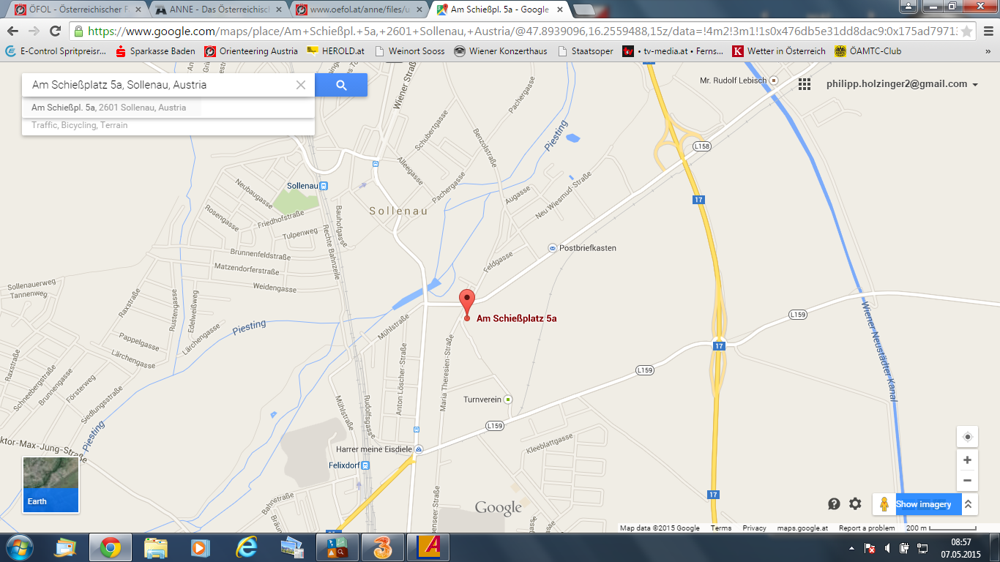 ÖFOL - Österreichischer F
ANNE - Das Österreichisc
www.oefol.at/anne/files/u
Am Schießpl. 5a - Google
https://www.google.com/maps/place/Am+Schießpl.+5a,+2601+Sollenau,+Austria/@47.8939096,16.2559488,15z/data=!4m2!3m1!1s0x476db5e31dd8dac9:0x175ad7971
E-Control Spritpreisr...
Sparkasse Baden
Orienteering Austria
HEROLD.at
Weinort Sooss
Wiener Konzerthaus
Staatsoper
tv-media.at • Ferns...
Wetter in Österreich
ÖAMTC-Club
»
Am Schießplatz 5a, Sollenau, Austria
Am Schießpl. 5a, 2601 Sollenau, Austria
Traffic, Bicycling, Terrain
Mr. Rudolf Lebisch
philipp.holzinger2@gmail.com
Wiener Straße
Pachergasse
Schubertgasse
Benzolstraße
Piesting
L158
Alleegasse
Sollenau
Neubaugasse
Pachergasse
Augasse
Neu Wiesmud-Straße
17
Rosengasse
Friedhofstraße
Bauhofgasse
Sollenau
Tulpenweg
Rechte Bahnzeile
Brunnenfeldstraße
Postbriefkasten
Matzendorferstraße
Feldgasse
Weidengasse
Sollenauerweg
Tannenweg
Raxstraße
Rustengasse
Edelweißweg
Am Schießplatz 5a
L159
Piesting
Mühlstraße
Lärchengasse
Pappelgasse
Lärchengasse
17
Wiener Neustädter Kanal
Raxstraße
Schneebergstraße
Brunnengasse
Försterweg
Siedlungsstraße
Anton Löscher-Straße
Maria Theresien-Straße
L159
Turnverein
Mühlstraße
Rudolfsgasse
L159
Piesting
ktor-Max-Jung-Straße
Kleeblattgasse
Harrer meine Eisdiele
Felixdorf
Earth
17
Bahnstraße
Google
Show imagery
Map data ©2015 Google
Terms
Privacy
maps.google.at
Report a problem
200 m
08:57
07.05.2015